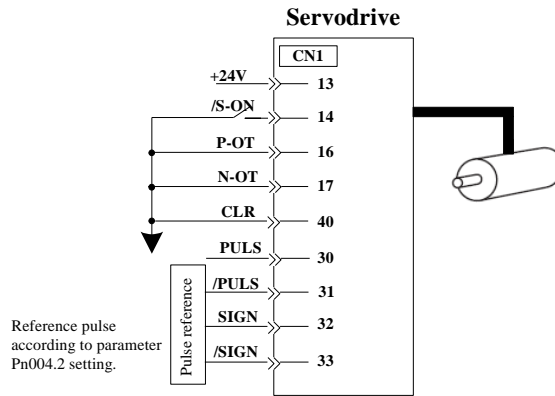 Servodrive
CN1
+24V 13
/S-ON 14
P-OT 16
N-OT 17
CLR 40
PULS 30
/PULS 31
SIGN 32
/SIGN 33
Pulse reference
Reference pulse
according to parameter
Pn004.2 setting.